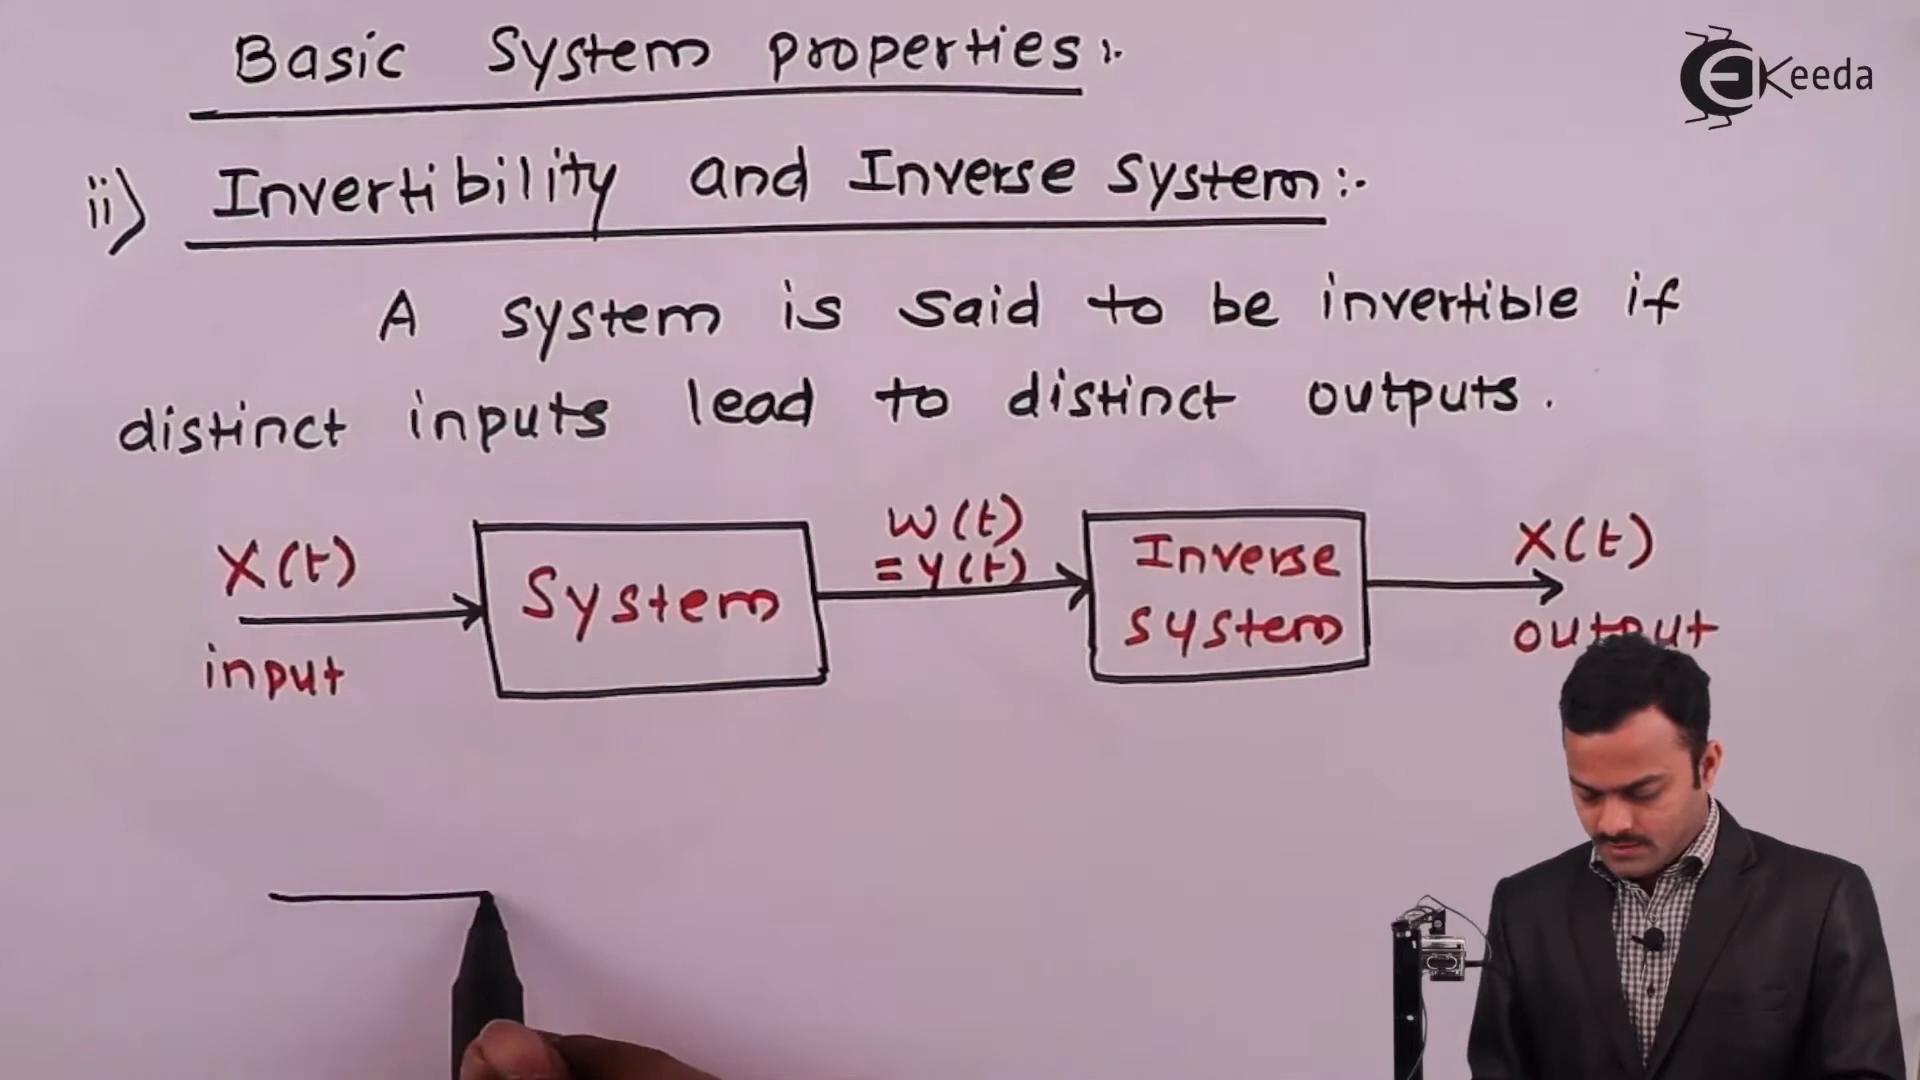 Basic System properties:-
EKeeda
ii) Invertibility and Inverse System:-
A system is said to be invertible if
distinct inputs lead to distinct outputs.
X(t)
input
System
W(t)
= Y(t)
Inverse
system
X(t)
output